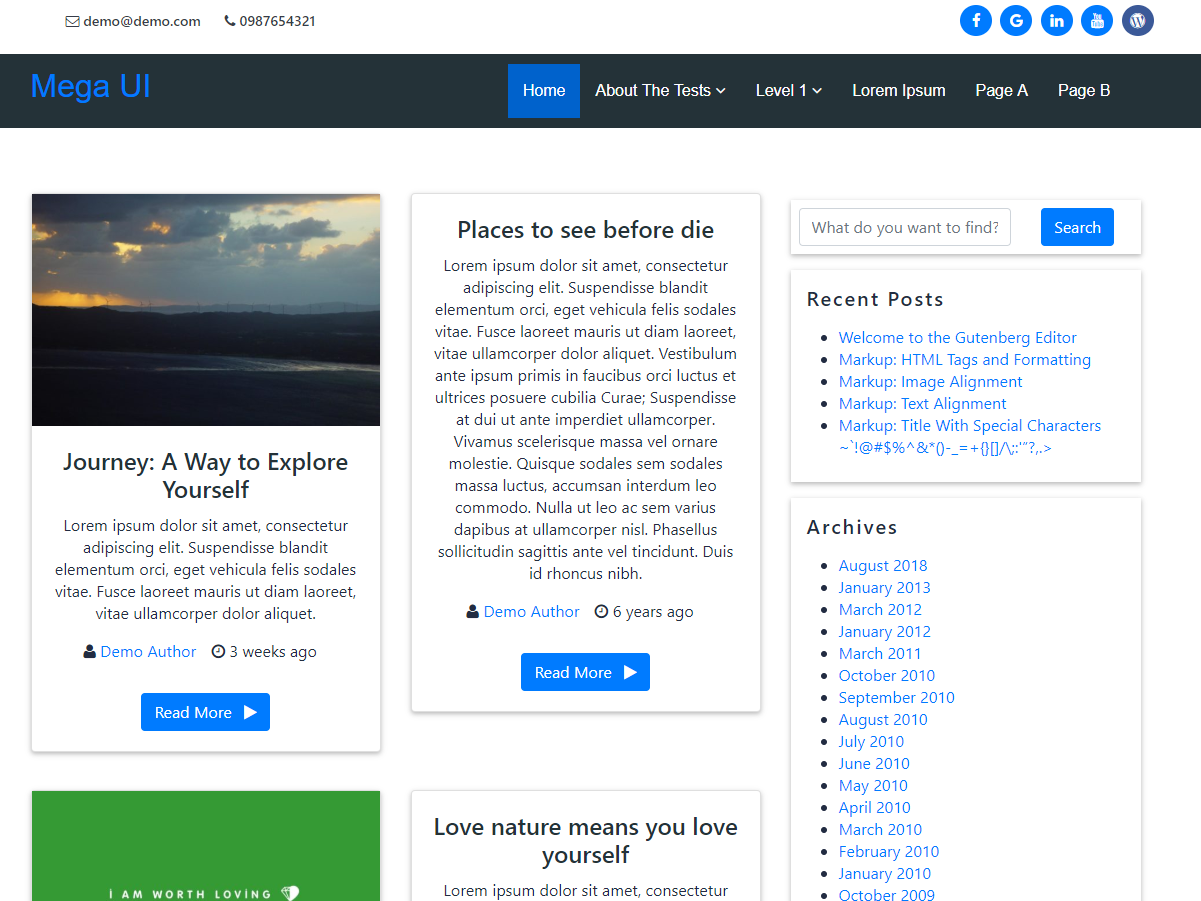 demo@demo.com 0987654321
Mega UI
Home About The Tests Level 1 Lorem Ipsum Page A Page B
Journey: A Way to Explore
Yourself
Lorem ipsum dolor sit amet, consectetur
adipiscing elit. Suspendisse blandit
elementum orci, eget vehicula felis sodales
vitae. Fusce laoreet mauris ut diam laoreet,
vitae ullamcorper dolor aliquet.
Demo Author 3 weeks ago
Read More
I AM WORTH LOVING
Places to see before die
Lorem ipsum dolor sit amet, consectetur
adipiscing elit. Suspendisse blandit
elementum orci, eget vehicula felis sodales
vitae. Fusce laoreet mauris ut diam laoreet,
vitae ullamcorper dolor aliquet. Vestibulum
ante ipsum primis in faucibus orci luctus et
ultrices posuere cubilia Curae; Suspendisse
at dui ut ante imperdiet ullamcorper.
Vivamus scelerisque massa vel ornare
molestie. Quisque sodales sem sodales
massa luctus, accumsan interdum leo
commodo. Nulla ut leo ac sem varius
dapibus at ullamcorper nisl. Phasellus
sollicitudin sagittis ante vel tincidunt. Duis
id rhoncus nibh.
Demo Author 6 years ago
Read More
Love nature means you love
yourself
Lorem ipsum dolor sit amet, consectetur
What do you want to find? Search
Recent Posts
Welcome to the Gutenberg Editor
Markup: HTML Tags and Formatting
Markup: Image Alignment
Markup: Text Alignment
Markup: Title With Special Characters
~`!@#$%^&*()-_=+{}[]/\;:'"?,.>
Archives
August 2018
January 2013
March 2012
January 2012
March 2011
October 2010
September 2010
August 2010
July 2010
June 2010
May 2010
April 2010
March 2010
February 2010
January 2010
October 2009